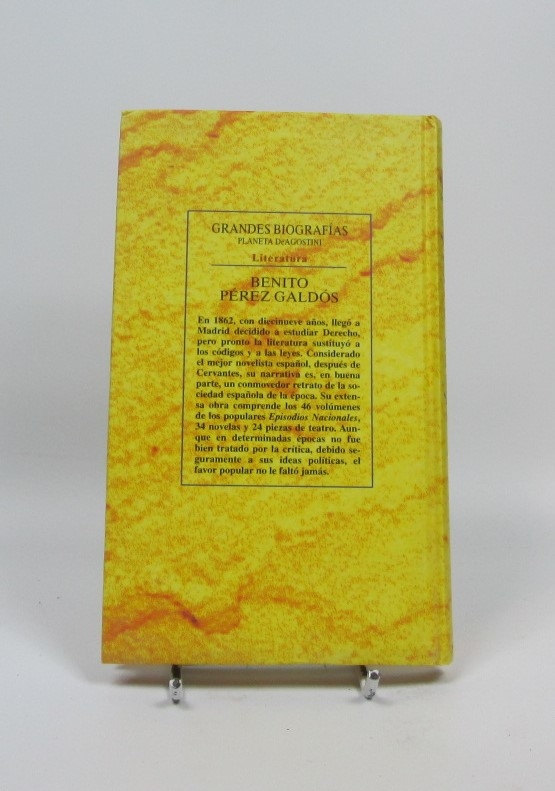 GRANDES BIOGRAFÍAS
PLANETA DeAGOSTINI
Literatura
BENITO
PÉREZ GALDÓS
En 1862, con diecinueve años, llegó a
Madrid decidido a estudiar Derecho,
pero pronto la literatura sustituyó a
los códigos y a las leyes. Considerado
el mejor novelista español, después de
Cervantes, su narrativa es, en buena
parte, un conmovedor retrato de la so-
ciedad española de la época. Su exten-
sa obra comprende los 46 volúmenes
de los populares Episodios Nacionales,
34 novelas y 24 piezas de teatro. Aun-
que en determinadas épocas no fue
bien tratado por la crítica, debido se-
guramente a sus ideas políticas, el
favor popular no le faltó jamás.